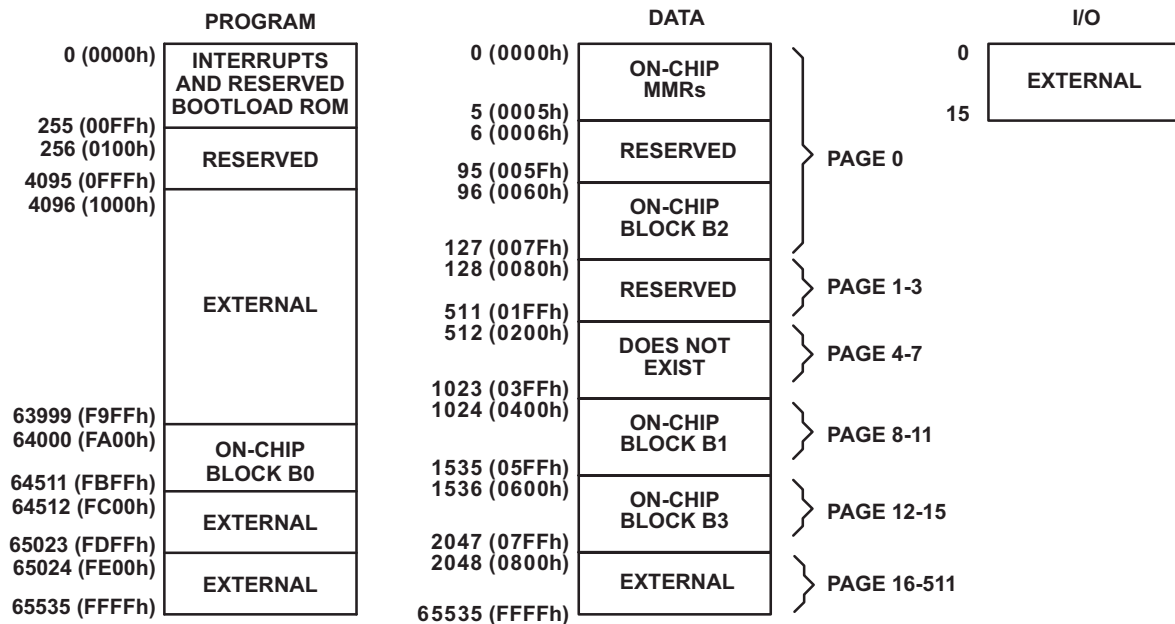 PROGRAM
0 (0000h)
INTERRUPTS
AND RESERVED
BOOTLOAD ROM
255 (00FFh)
256 (0100h)
RESERVED
4095 (0FFFh)
4096 (1000h)
EXTERNAL
63999 (F9FFh)
64000 (FA00h)
ON-CHIP
BLOCK B0
64511 (FBFFh)
64512 (FC00h)
EXTERNAL
65023 (FDFFh)
65024 (FE00h)
EXTERNAL
65535 (FFFFh)
DATA
0 (0000h)
ON-CHIP
MMRs
5 (0005h)
6 (0006h)
RESERVED
95 (005Fh)
96 (0060h)
ON-CHIP
BLOCK B2
127 (007Fh)
PAGE 0
128 (0080h)
RESERVED
511 (01FFh)
PAGE 1-3
512 (0200h)
DOES NOT
EXIST
1023 (03FFh)
PAGE 4-7
1024 (0400h)
ON-CHIP
BLOCK B1
1535 (05FFh)
PAGE 8-11
1536 (0600h)
ON-CHIP
BLOCK B3
2047 (07FFh)
PAGE 12-15
2048 (0800h)
EXTERNAL
65535 (FFFFh)
PAGE 16-511
I/O
0
EXTERNAL
15